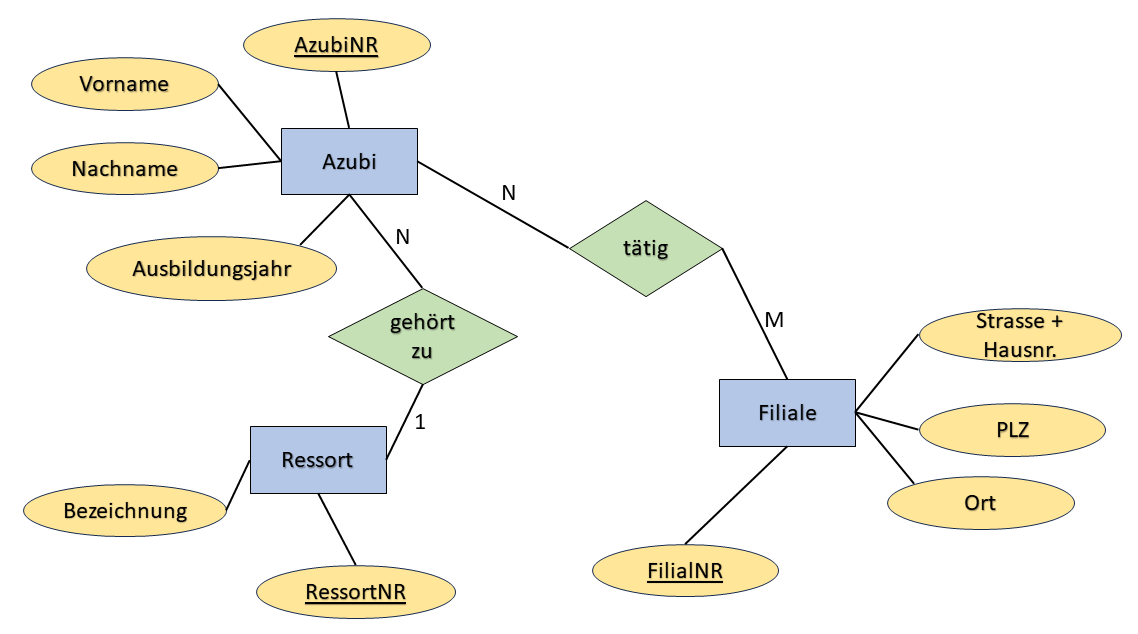 AzubiNR
Vorname
Azubi
Nachname
N
N
tätig
Ausbildungsjahr
gehört
zu
M
Strasse +
Hausnr.
Filiale
1
PLZ
Ressort
Bezeichnung
Ort
FilialNR
RessortNR